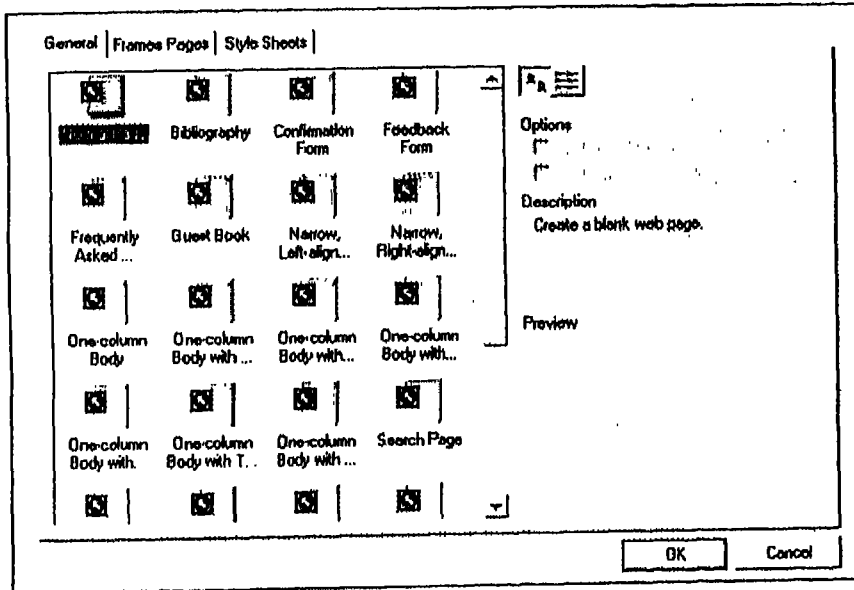 General Frames Pages Style Sheets
Bibliography Confirmation Form Feedback Form
Options
Frequently Asked ... Guest Book Narrow, Left-align... Narrow, Right-align...
Description
Create a blank web page.
One-column Body One-column Body with ... One-column Body with... One-column Body with...
Preview
One-column Body with. One-column Body with T. . One-column Body with ... Search Page
OK Cancel